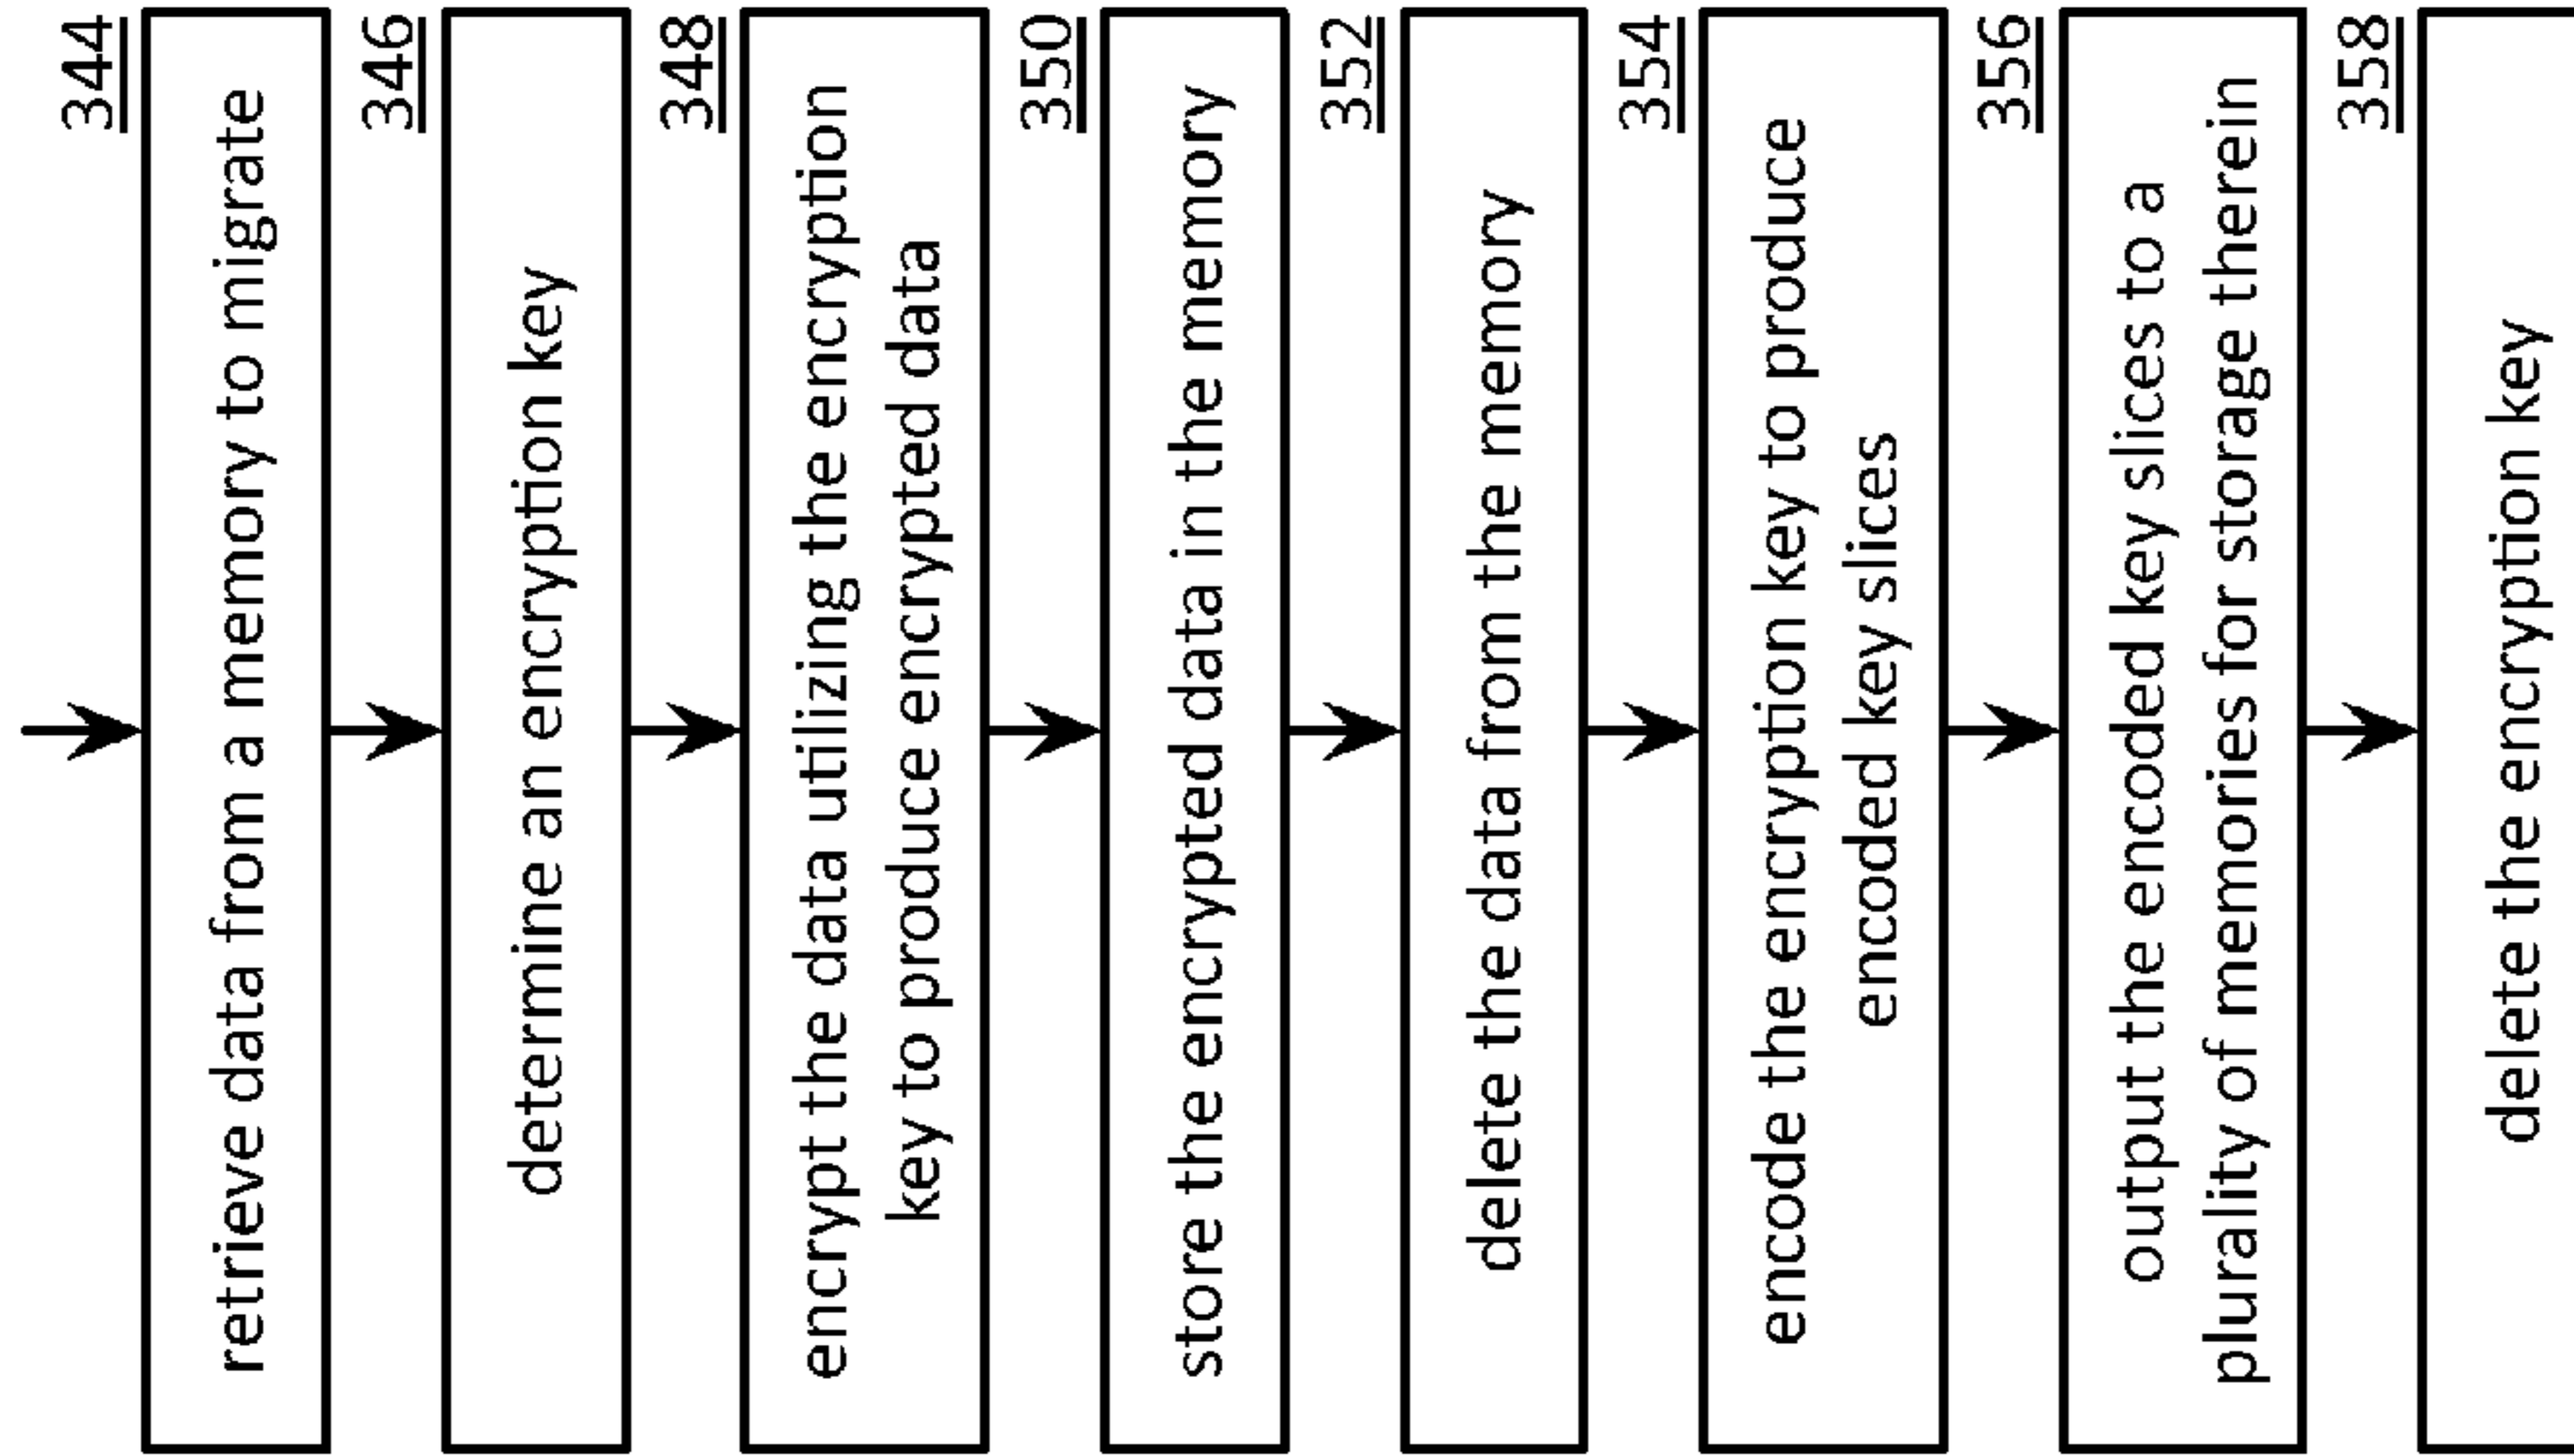 344
retrieve data from a memory to migrate
346
determine an encryption key
348
encrypt the data utilizing the encryption
key to produce encrypted data
350
store the encrypted data in the memory
352
delete the data from the memory
354
encode the encryption key to produce
encoded key slices
356
output the encoded key slices to a
plurality of memories for storage therein
358
delete the encryption key